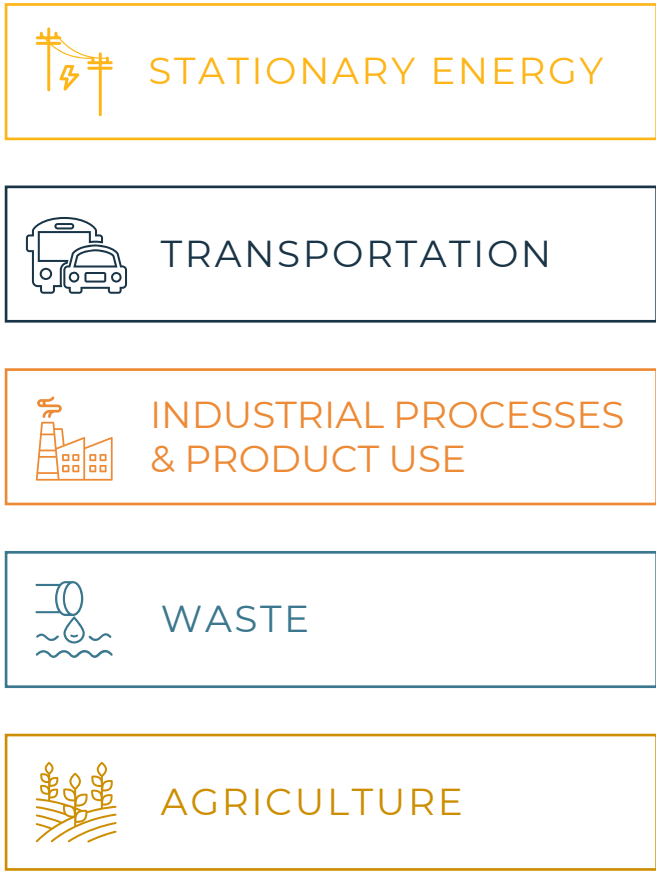 STATIONARY ENERGY
TRANSPORTATION
INDUSTRIAL PROCESSES
& PRODUCT USE
WASTE
AGRICULTURE